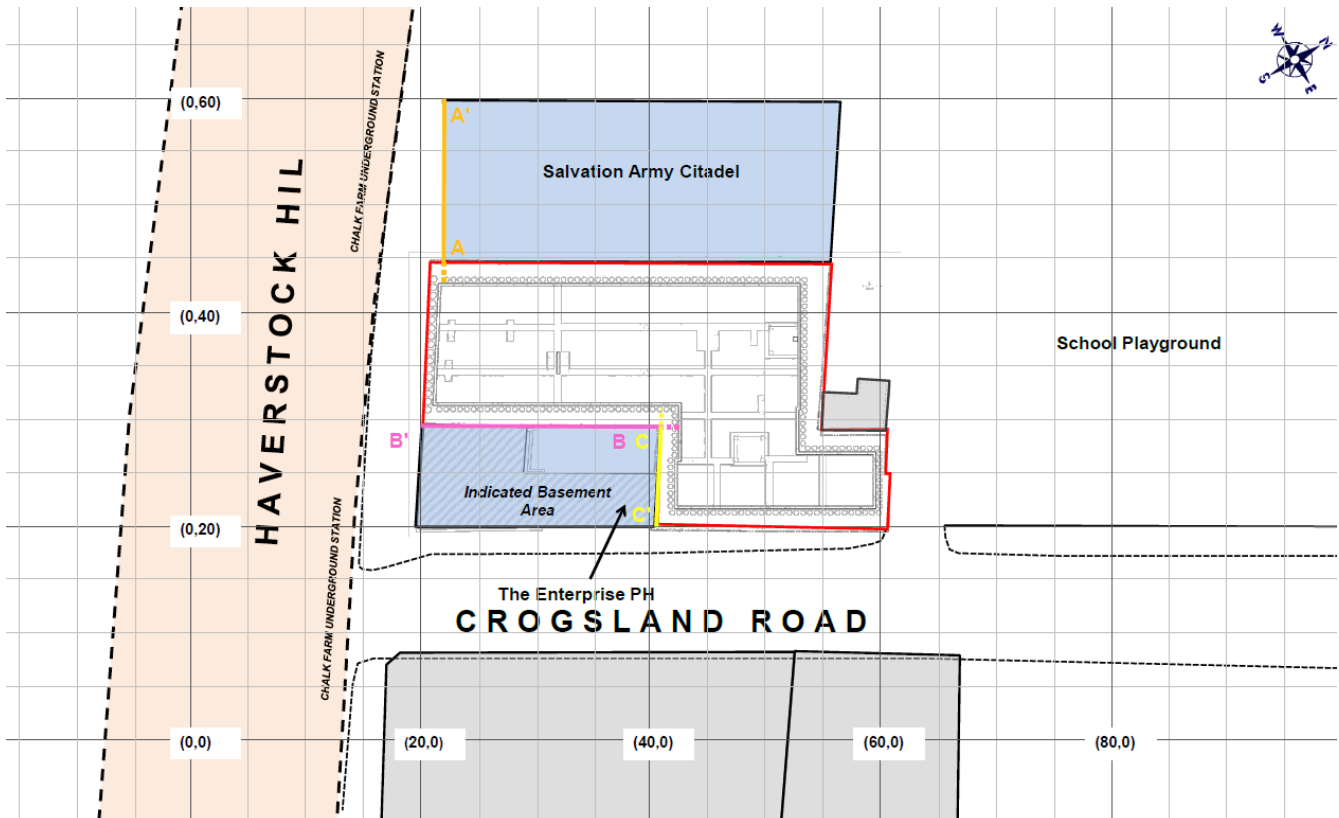 W
N
S
E
(0,60)
A'
CHALK FARM UNDERGROUND STATION
Salvation Army Citadel
HAVERSTOCK HIL
A
(0,40)
School Playground
B'
B
C
Indicated Basement
Area
C'
(0,20)
CHALK FARM UNDERGROUND STATION
The Enterprise PH
CROGSLAND ROAD
(0,0)
(20,0)
(40,0)
(60,0)
(80,0)